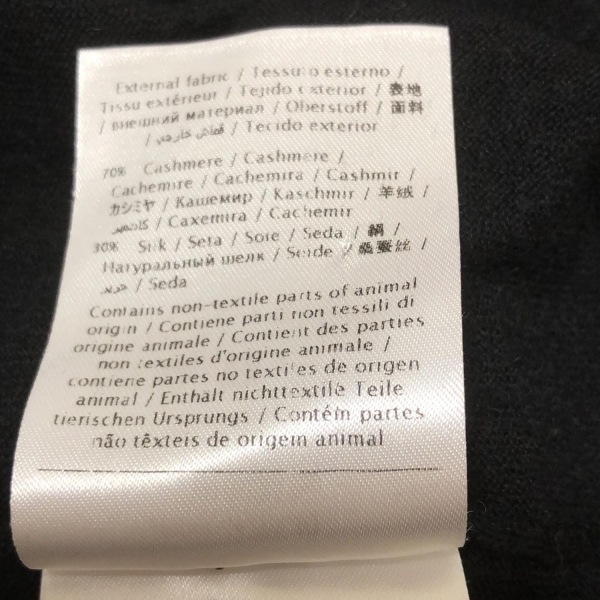 External fabric / Tessuto esterno /
Tissu extérieur / Tejido exterior / 表地
/ внешний материал / Oberstoff / 面料
/ قماش خارجي / Tecido exterior
70% Cashmere / Cashmere /
Cachemire / Cachemira / Cashmir /
カシミヤ / Кашемир / Kaschmir / 羊绒 /
كاشمير / Caxemira / Cachemir
30% Silk / Seta / Soie / Seda / 絹 /
Натуральный шелк / Seide / 桑蚕丝 /
حرير / Seda
Contains non-textile parts of animal
origin / Contiene parti non tessili di
origine animale / Contient des parties
non textiles d'origine animale /
contiene partes no textiles de origen
animal / Enthält nichttextile Teile
tierischen Ursprungs / Contém partes
não têxteis de origem animal